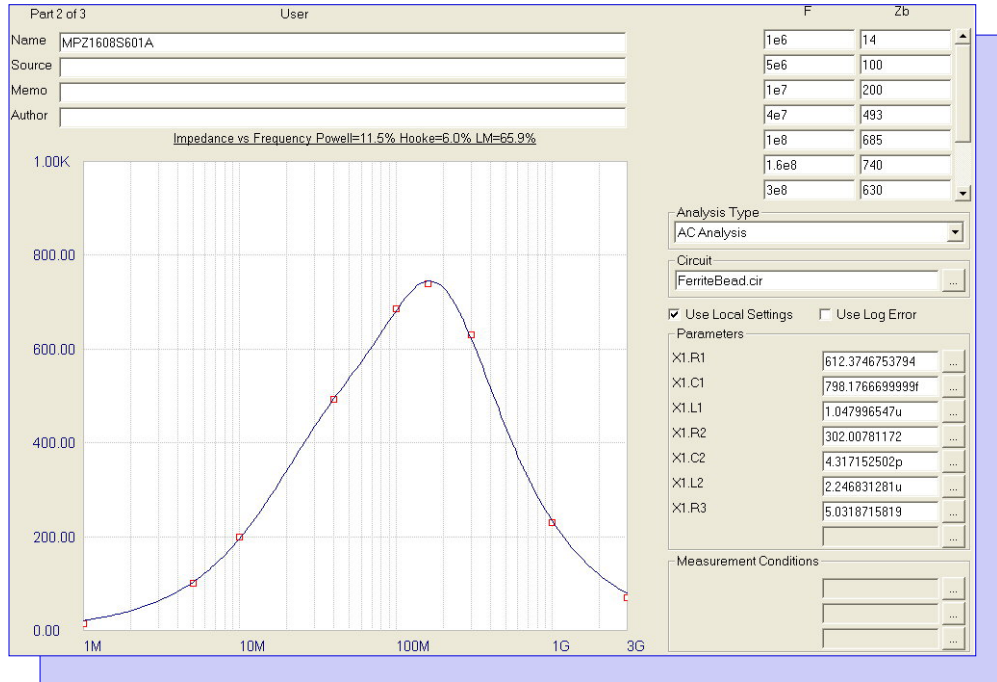 Part 2 of 3 User F Zb
Name MPZ1608S601A
Source
Memo
Author
1e6 14
5e6 100
1e7 200
4e7 493
1e8 685
1.6e8 740
3e8 630
Impedance vs Frequency Powell=11.5% Hooke=6.0% LM=65.9%
1.00K
800.00
600.00
400.00
200.00
0.00
1M 10M 100M 1G 3G
Analysis Type
AC Analysis
Circuit
FerriteBead.cir ...
Use Local Settings Use Log Error
Parameters
X1.R1 612.3746753794 ...
X1.C1 798.1766699999f ...
X1.L1 1.047996547u ...
X1.R2 302.00781172 ...
X1.C2 4.317152502p ...
X1.L2 2.246831281u ...
X1.R3 5.0318715819 ...
...
Measurement Conditions
...
...
...